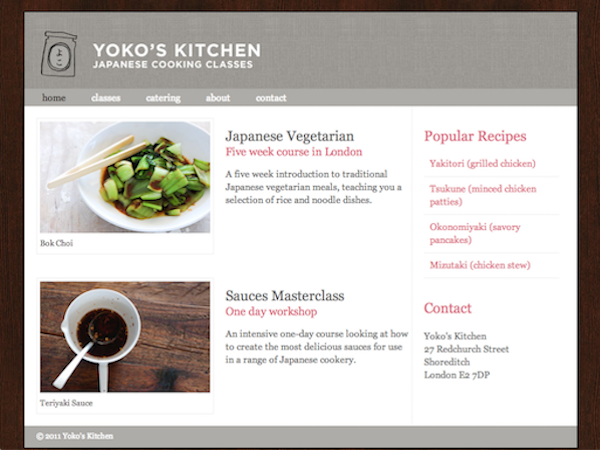 よーこ
YOKO'S KITCHEN
JAPANESE COOKING CLASSES
home classes catering about contact
Bok Choi
Japanese Vegetarian
Five week course in London
A five week introduction to traditional
Japanese vegetarian meals, teaching you a
selection of rice and noodle dishes.
Teriyaki Sauce
Sauces Masterclass
One day workshop
An intensive one-day course looking at how
to create the most delicious sauces for use
in a range of Japanese cookery.
Popular Recipes
Yakitori (grilled chicken)
Tsukune (minced chicken
patties)
Okonomiyaki (savory
pancakes)
Mizutaki (chicken stew)
Contact
Yoko's Kitchen
27 Redchurch Street
Shoreditch
London E2 7DP
© 2011 Yoko's Kitchen